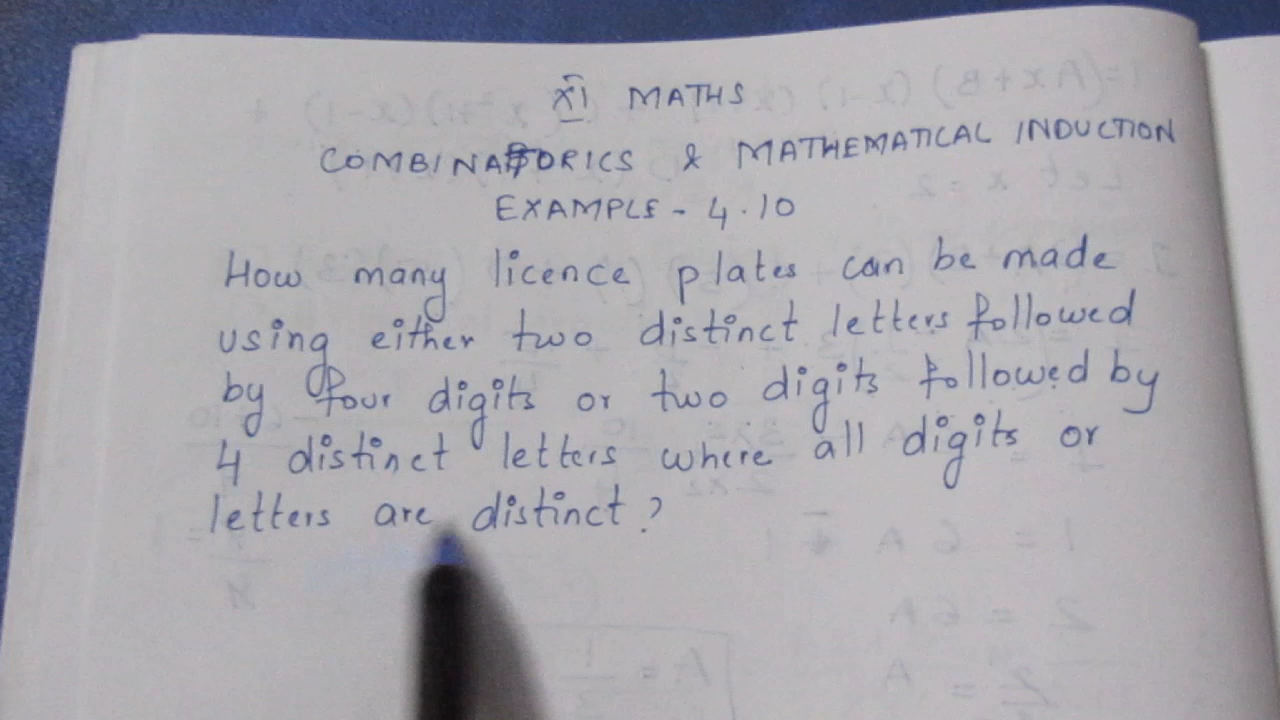 XI MATHS
COMBINATORICS & MATHEMATICAL INDUCTION
EXAMPLE - 4.10
How many licence plates can be made
using either two distinct letters followed
by four digits or two digits followed by
4 distinct letters where all digits or
letters are distinct?